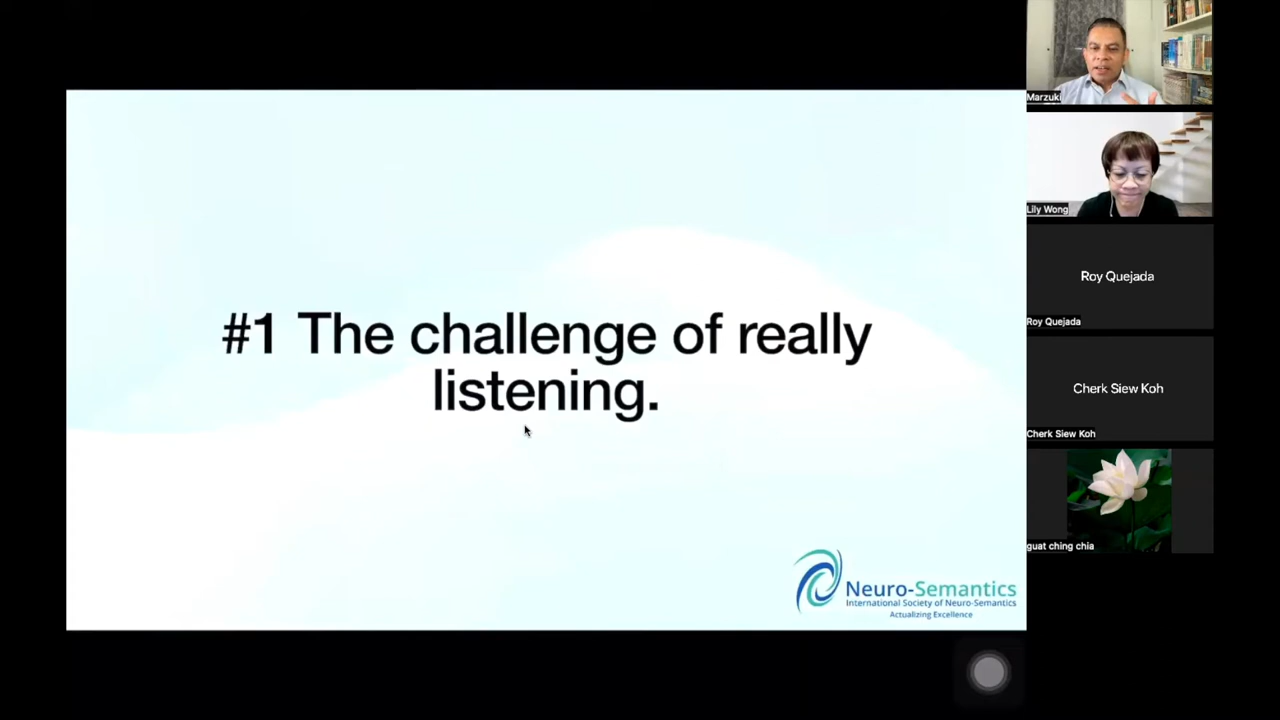 #1 The challenge of really
listening.
Neuro-Semantics
International Society of Neuro-Semantics
Actualizing Excellence
Marzuki
Lily Wong
Roy Quejada
Roy Quejada
Cherk Siew Koh
Cherk Siew Koh
guat ching chia